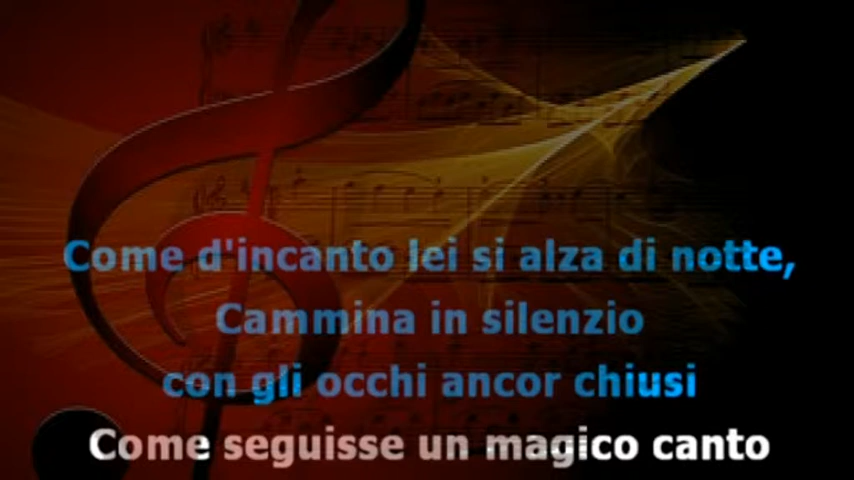 Come d'incanto lei si alza di notte,
Cammina in silenzio
con gli occhi ancor chiusi
Come seguisse un magico canto